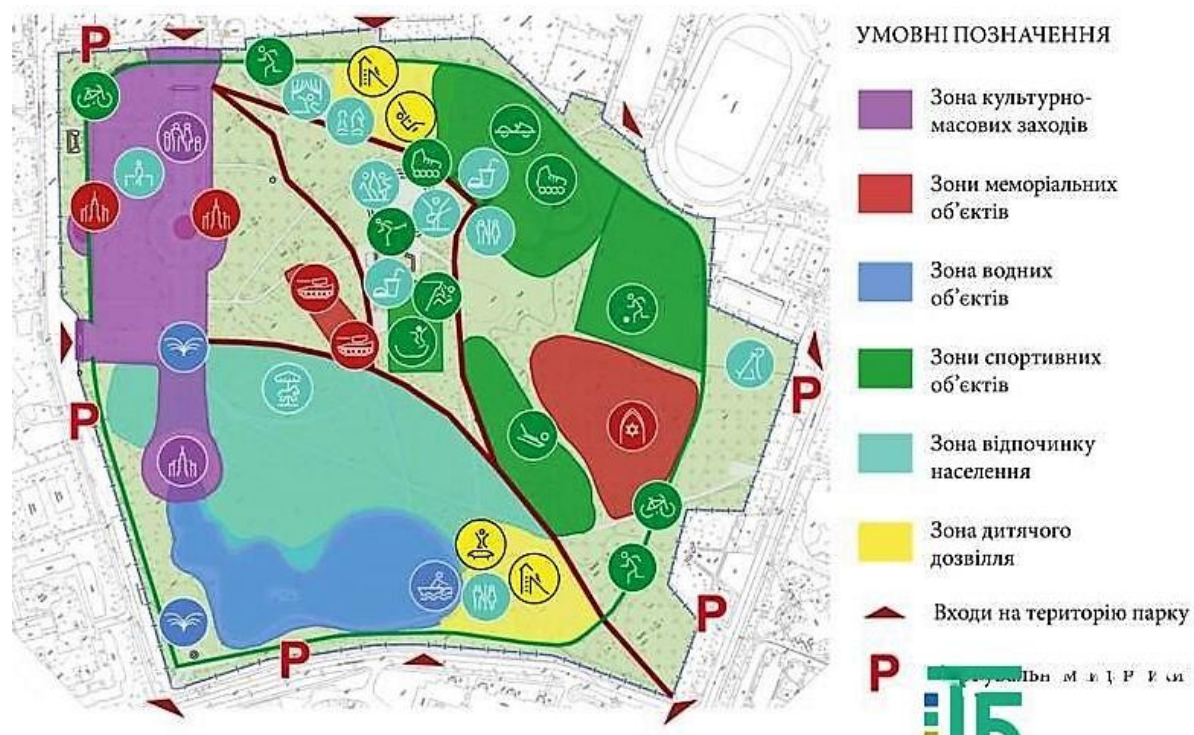 УМОВНІ ПОЗНАЧЕННЯ
Зона культурно-
масових заходів
Зони меморіальних
об’єктів
Зона водних
об’єктів
Зони спортивних
об’єктів
Зона відпочинку
населення
Зона дитячого
дозвілля
Входи на територію парку
P
P
P
P
P
P
ТБ